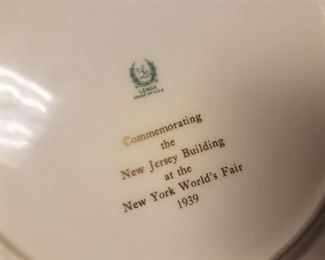 L
LENOX
MADE IN U.S.A.
Commemorating
the
New Jersey Building
at the
New York World's Fair
1939